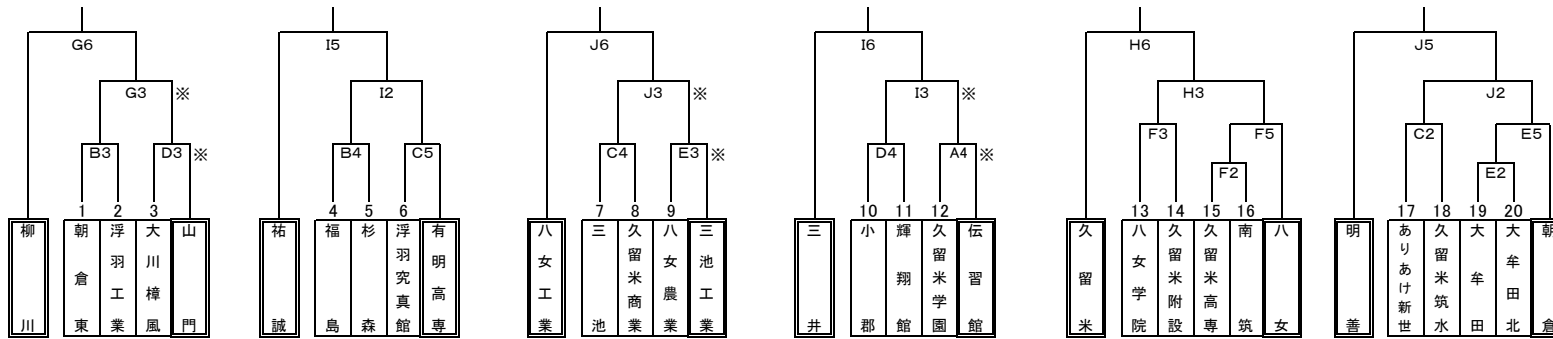 G6 I5 J6 I6 H6 J5
G3 ※ I2 J3 ※ I3 ※ H3 J2
F3 F5 C2 E5
B3 D3 ※ B4 C5 C4 E3 ※ D4 A4 ※
F2 E2
1 2 3 4 5 6 7 8 9 10 11 12 13 14 15 16 17 18 19 20
柳川
朝倉東
浮羽工業
大川樟風
山門
祐誠
福島
杉森
浮羽究真館
有明高専
八女工業
三池
久留米商業
八女農業
三池工業
三井
小郡
輝翔館
久留米学園
伝習館
久留米
八女学院
久留米附設
久留米高専
南筑
八女
明善
ありあけ新世
久留米筑水
大牟田
大牟田北
朝倉